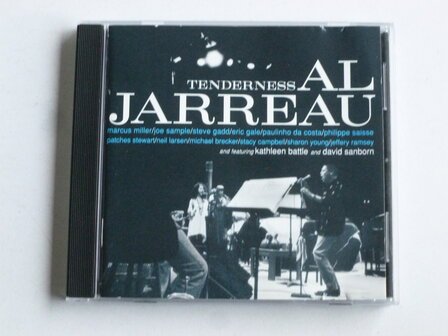 TENDERNESS AL
JARREAU
marcus miller/joe sample/steve gadd/eric gale/paulinho da costa/philippe saisse
patches stewart/neil larsen/michael brecker/stacy campbell/sharon young/jeffery ramsey
and featuring kathleen battle and david sanborn